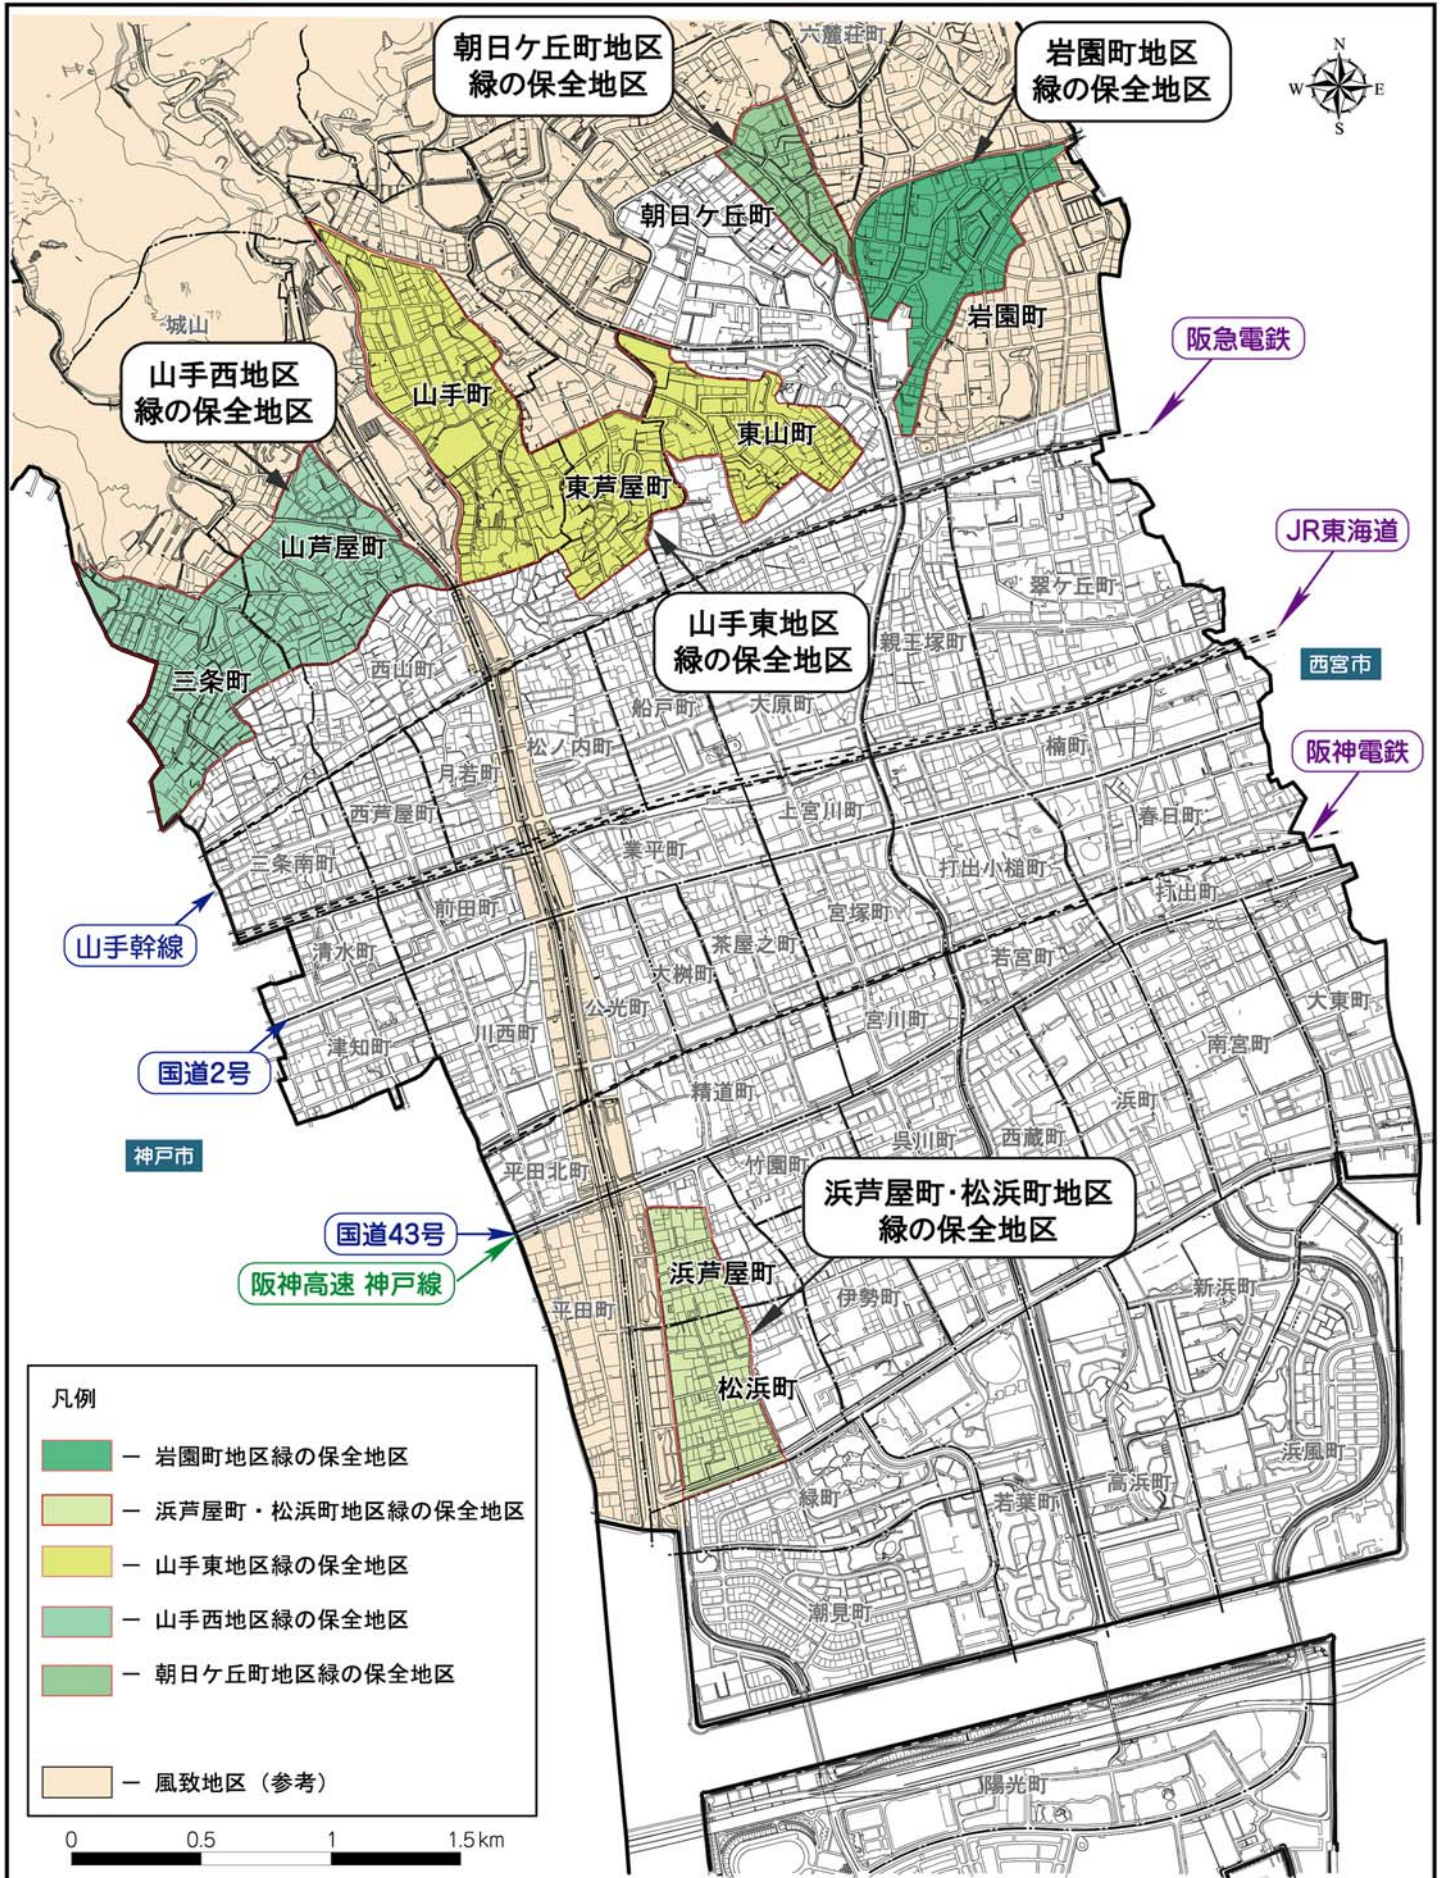 六麓荘町
朝日ケ丘町地区
緑の保全地区
岩園町地区
緑の保全地区
N
W
E
S
朝日ケ丘町
岩園町
城山
阪急電鉄
山手西地区
緑の保全地区
山手町
東山町
東芦屋町
山芦屋町
JR東海道
翠ケ丘町
山手東地区
緑の保全地区
親王塚町
西宮市
西山町
三条町
船戸町
大原町
松ノ内町
楠町
阪神電鉄
月若町
西芦屋町
上宮川町
春日町
三条南町
業平町
打出小槌町
打出町
前田町
宮塚町
山手幹線
清水町
茶屋之町
大桝町
若宮町
公光町
宮川町
大東町
川西町
津知町
南宮町
国道2号
精道町
浜町
神戸市
呉川町
西蔵町
平田北町
竹園町
浜芦屋町・松浜町地区
緑の保全地区
国道43号
阪神高速 神戸線
浜芦屋町
伊勢町
新浜町
平田町
松浜町
浜風町
高浜町
緑町
若葉町
潮見町
陽光町
凡例
ー 岩園町地区緑の保全地区
ー 浜芦屋町・松浜町地区緑の保全地区
ー 山手東地区緑の保全地区
ー 山手西地区緑の保全地区
ー 朝日ケ丘町地区緑の保全地区
ー 風致地区（参考）
0 0.5 1 1.5km